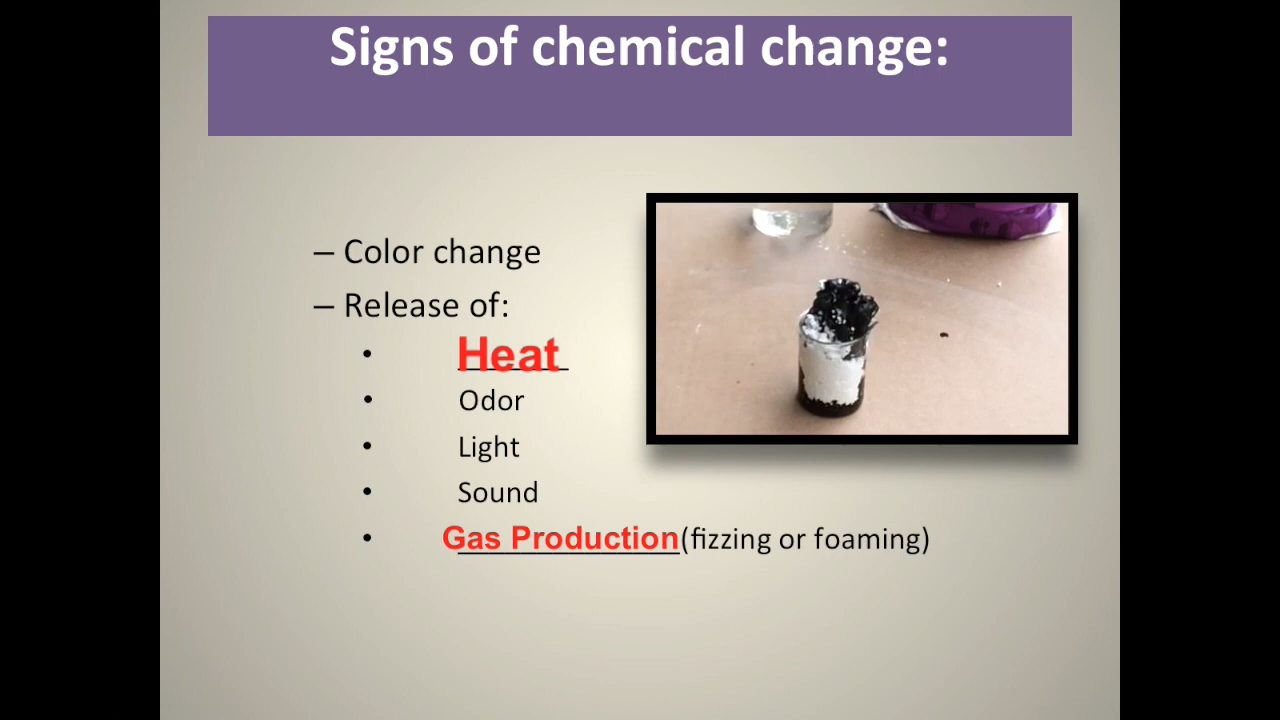 Signs of chemical change:
– Color change
– Release of:
• Heat
• Odor
• Light
• Sound
• Gas Production(fizzing or foaming)